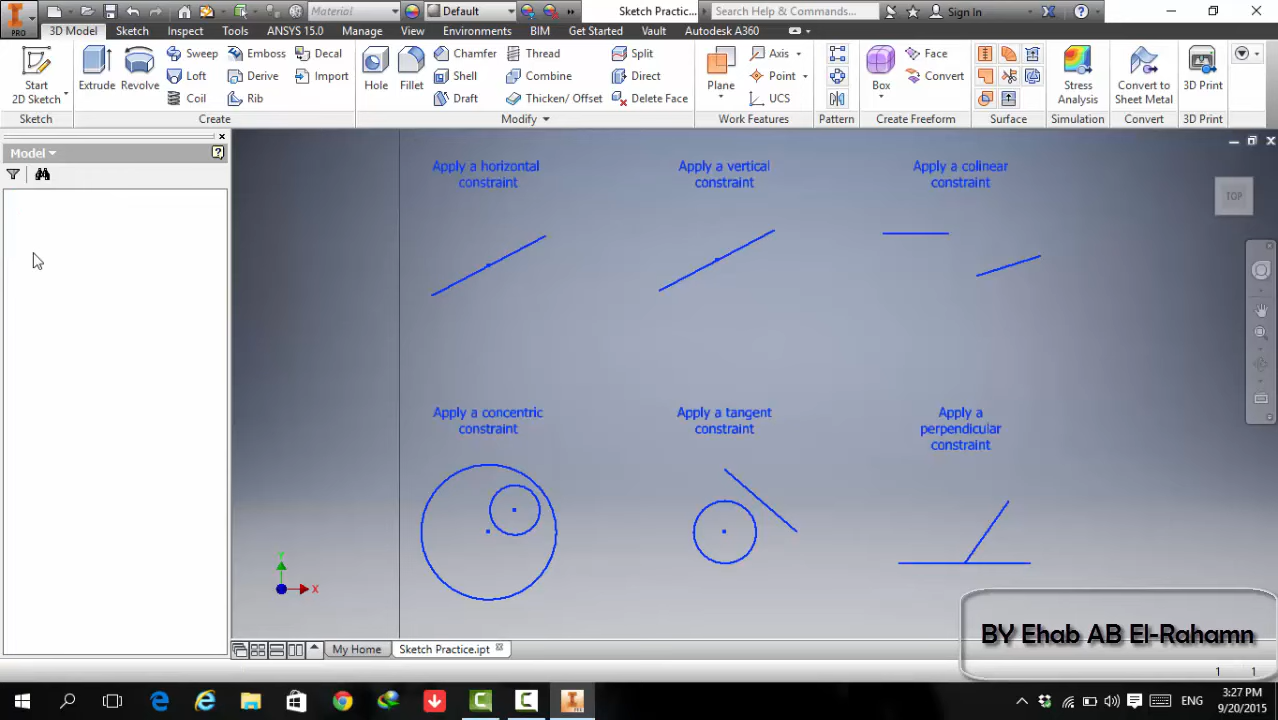 PRO
Material
Default
Sketch Practic...
Search Help & Commands...
Sign In
3D Model
Sketch
Inspect
Tools
ANSYS 15.0
Manage
View
Environments
BIM
Get Started
Vault
Autodesk A360
Start
2D Sketch
Extrude
Revolve
Sweep
Loft
Coil
Emboss
Derive
Rib
Decal
Import
Hole
Fillet
Chamfer
Shell
Draft
Thread
Combine
Thicken/ Offset
Split
Direct
Delete Face
Plane
Axis
Point
UCS
Box
Face
Convert
Stress
Analysis
Convert to
Sheet Metal
3D Print
Sketch
Create
Modify
Work Features
Pattern
Create Freeform
Surface
Simulation
Convert
3D Print
Model
Apply a horizontal
constraint
Apply a vertical
constraint
Apply a colinear
constraint
TOP
Apply a concentric
constraint
Apply a tangent
constraint
Apply a
perpendicular
constraint
Y
X
BY Ehab AB El-Rahamn
My Home
Sketch Practice.ipt
1
1
ENG
3:27 PM
9/20/2015